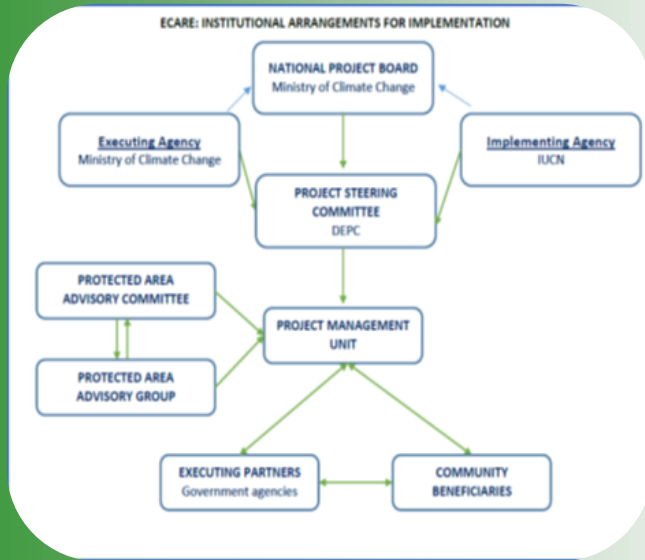 ECARE: INSTITUTIONAL ARRANGEMENTS FOR IMPLEMENTATION
NATIONAL PROJECT BOARD
Ministry of Climate Change
Executing Agency
Ministry of Climate Change
Implementing Agency
IUCN
PROJECT STEERING
COMMITTEE
DEPC
PROTECTED AREA
ADVISORY COMMITTEE
PROJECT MANAGEMENT
UNIT
PROTECTED AREA
ADVISORY GROUP
EXECUTING PARTNERS
Government agencies
COMMUNITY
BENEFICIARIES